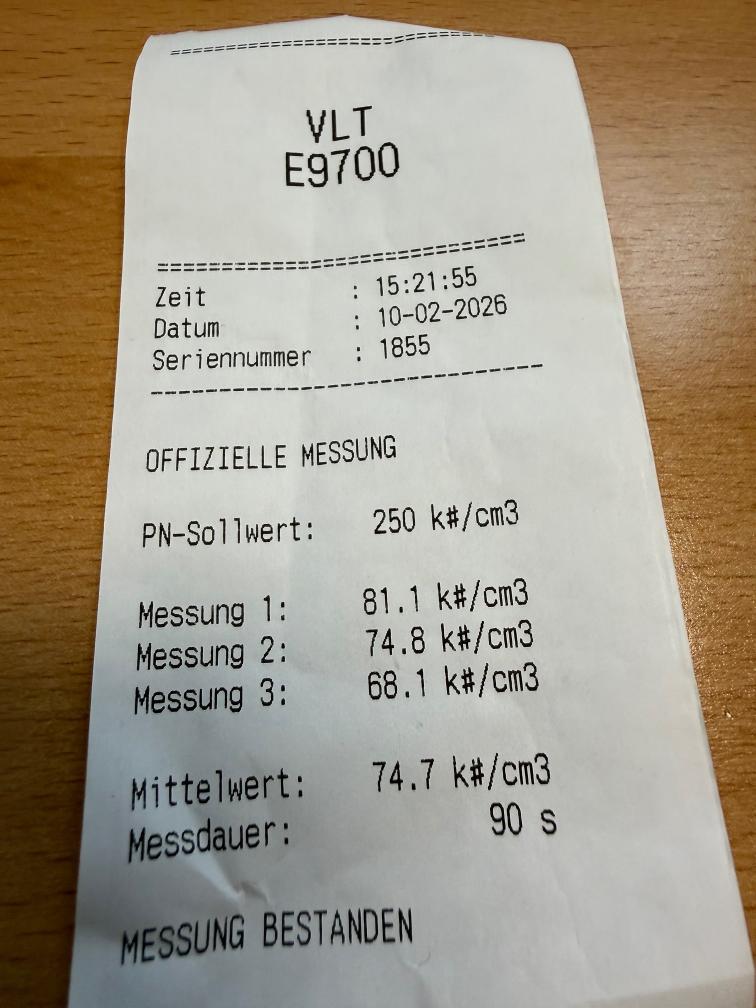 VLT
E9700
Zeit : 15:21:55
Datum : 10-02-2026
Seriennummer : 1855
OFFIZIELLE MESSUNG
PN-Sollwert: 250 k#/cm3
Messung 1: 81.1 k#/cm3
Messung 2: 74.8 k#/cm3
Messung 3: 68.1 k#/cm3
Mittelwert: 74.7 k#/cm3
Messdauer: 90 s
MESSUNG BESTANDEN